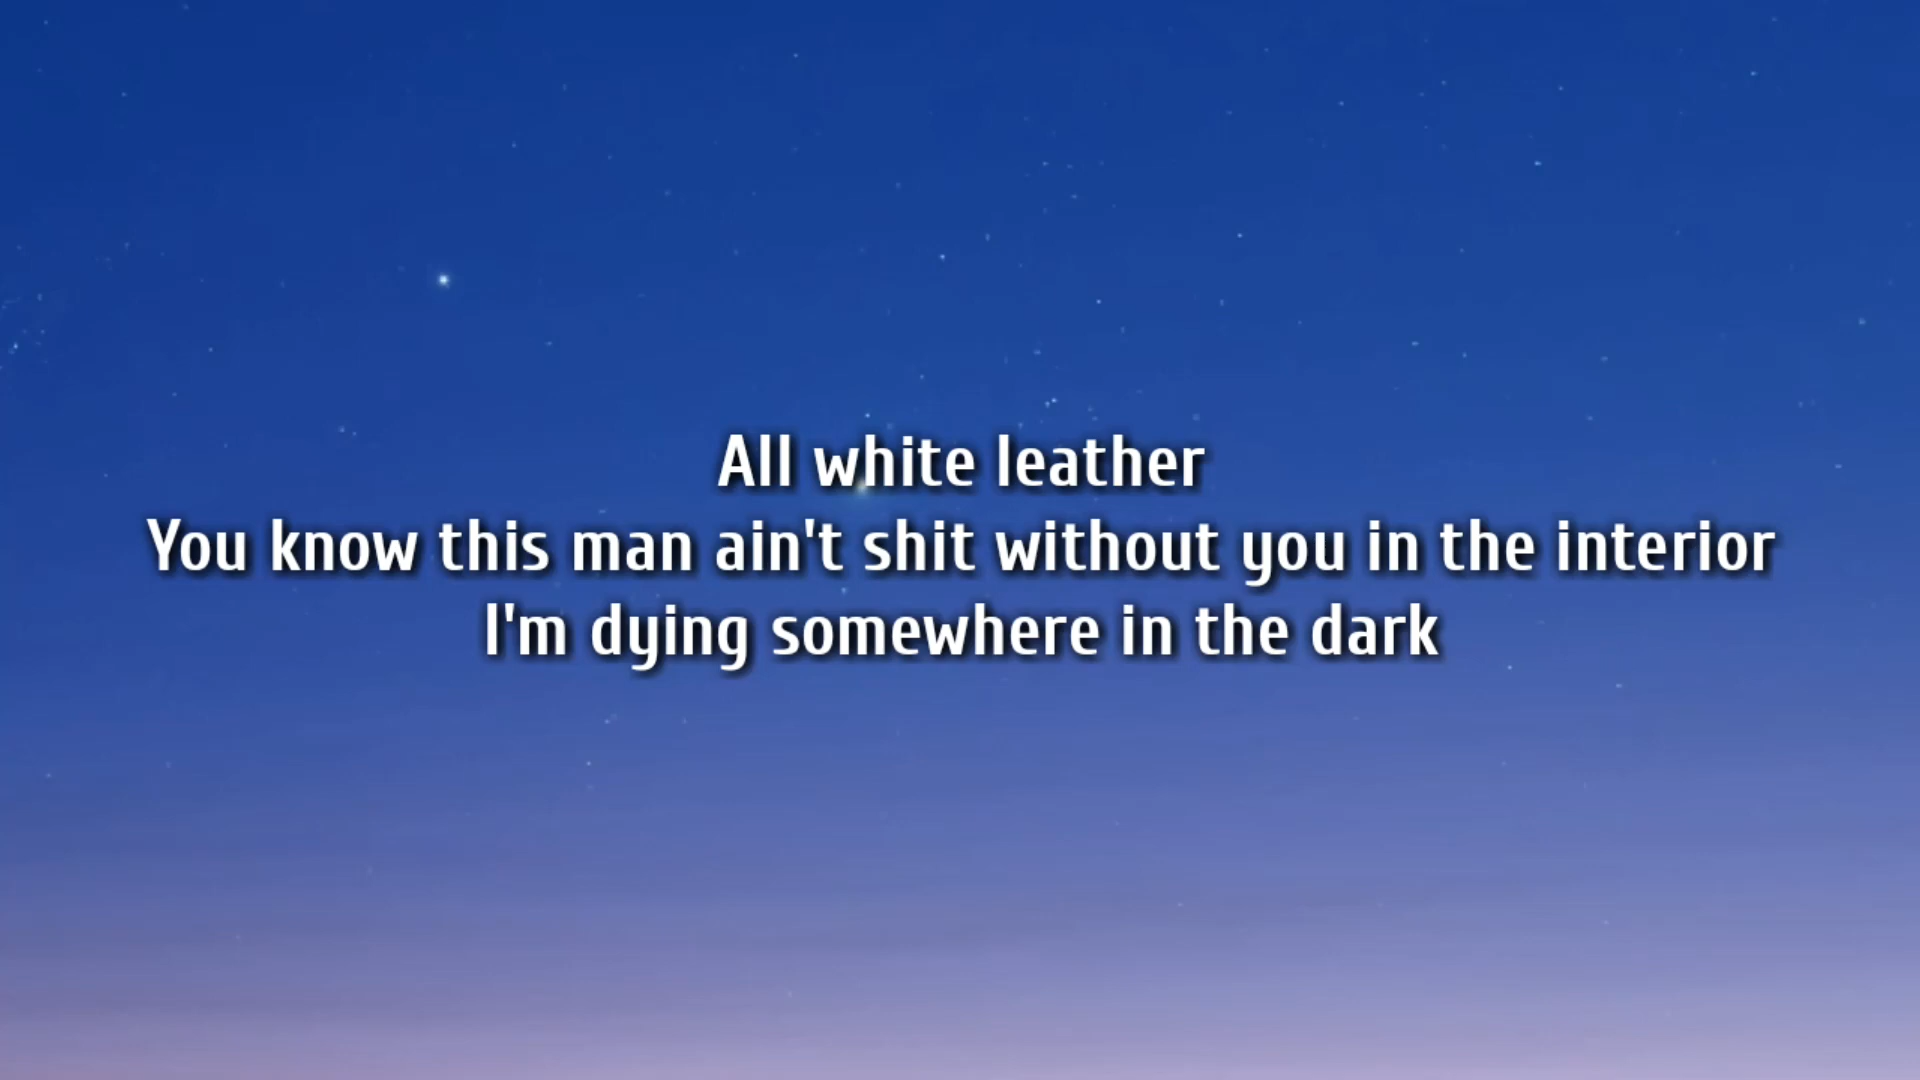 All white leather
You know this man ain't shit without you in the interior
I'm dying somewhere in the dark